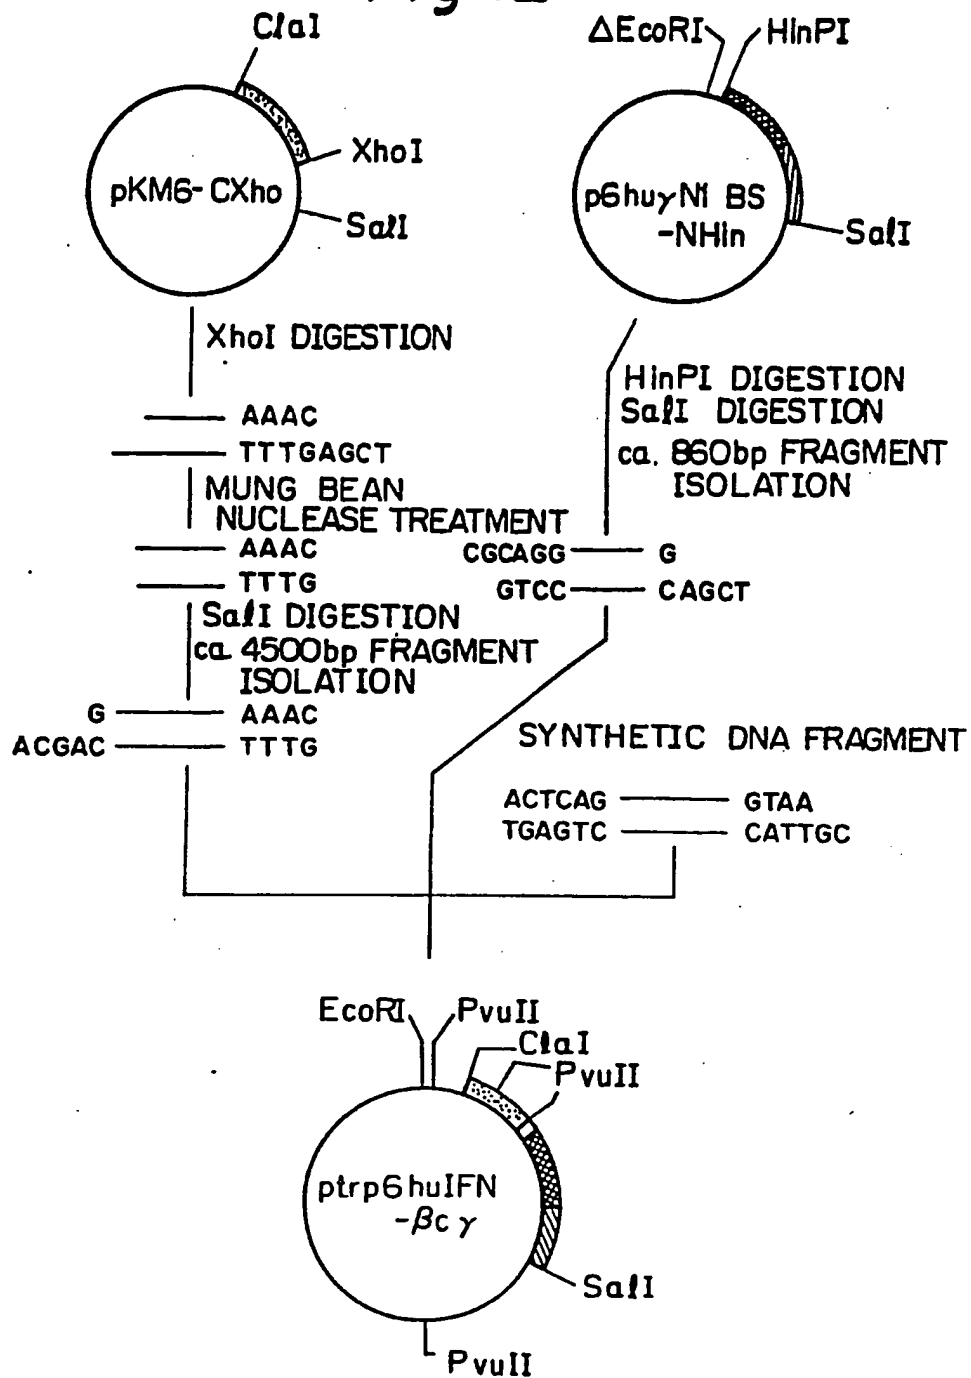 ClaI
XhoI
SalI
pKM6-CXho
ΔEcoRI
HinPI
p6huγN1 BS
-NHin
SalI
XhoI DIGESTION
AAAC
TTTGAGCT
MUNG BEAN
NUCLEASE TREATMENT
AAAC
TTTG
SalI DIGESTION
ca. 4500bp FRAGMENT
ISOLATION
G AAAC
ACGAC TTTG
HinPI DIGESTION
SalI DIGESTION
ca. 860bp FRAGMENT
ISOLATION
CGCAGG G
GTCC CAGCT
SYNTHETIC DNA FRAGMENT
ACTCAG GTAA
TGAGTC CATTGC
EcoRI
PvuII
ClaI
PvuII
ptrp6huIFN
-βcγ
SalI
PvuII